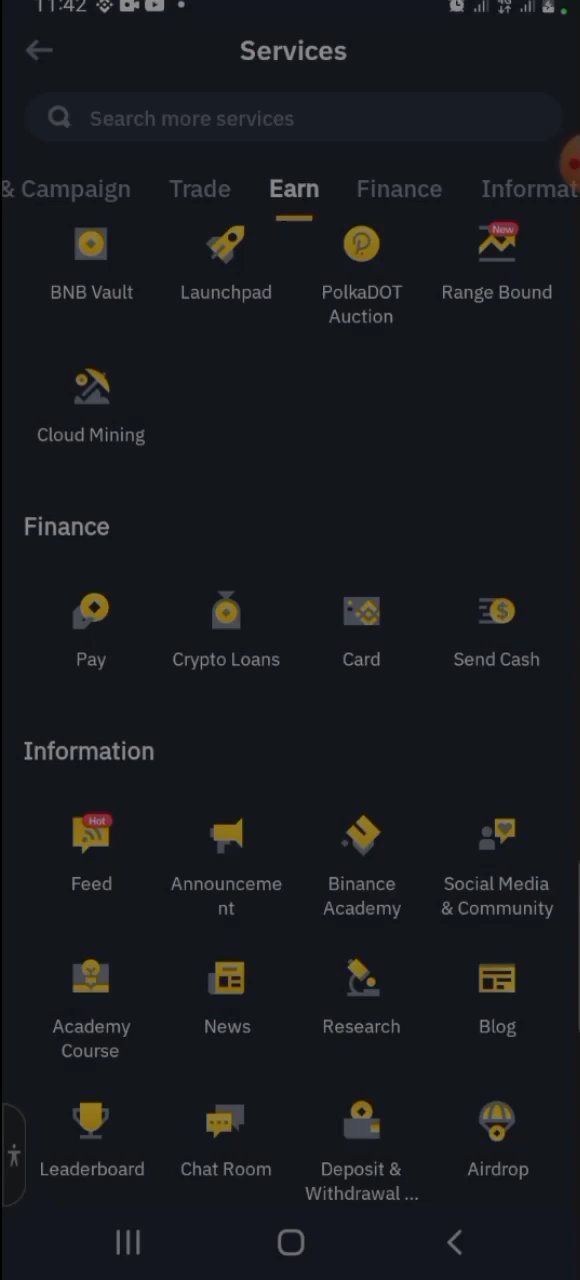 11:42
Services
Search more services
& Campaign Trade Earn Finance Informat
New
BNB Vault Launchpad PolkaDOT Range Bound
Auction
Cloud Mining
Finance
Pay Crypto Loans Card Send Cash
Information
Hot
Feed Announceme Binance Social Media
nt Academy & Community
Academy News Research Blog
Course
Leaderboard Chat Room Deposit & Airdrop
Withdrawal ...